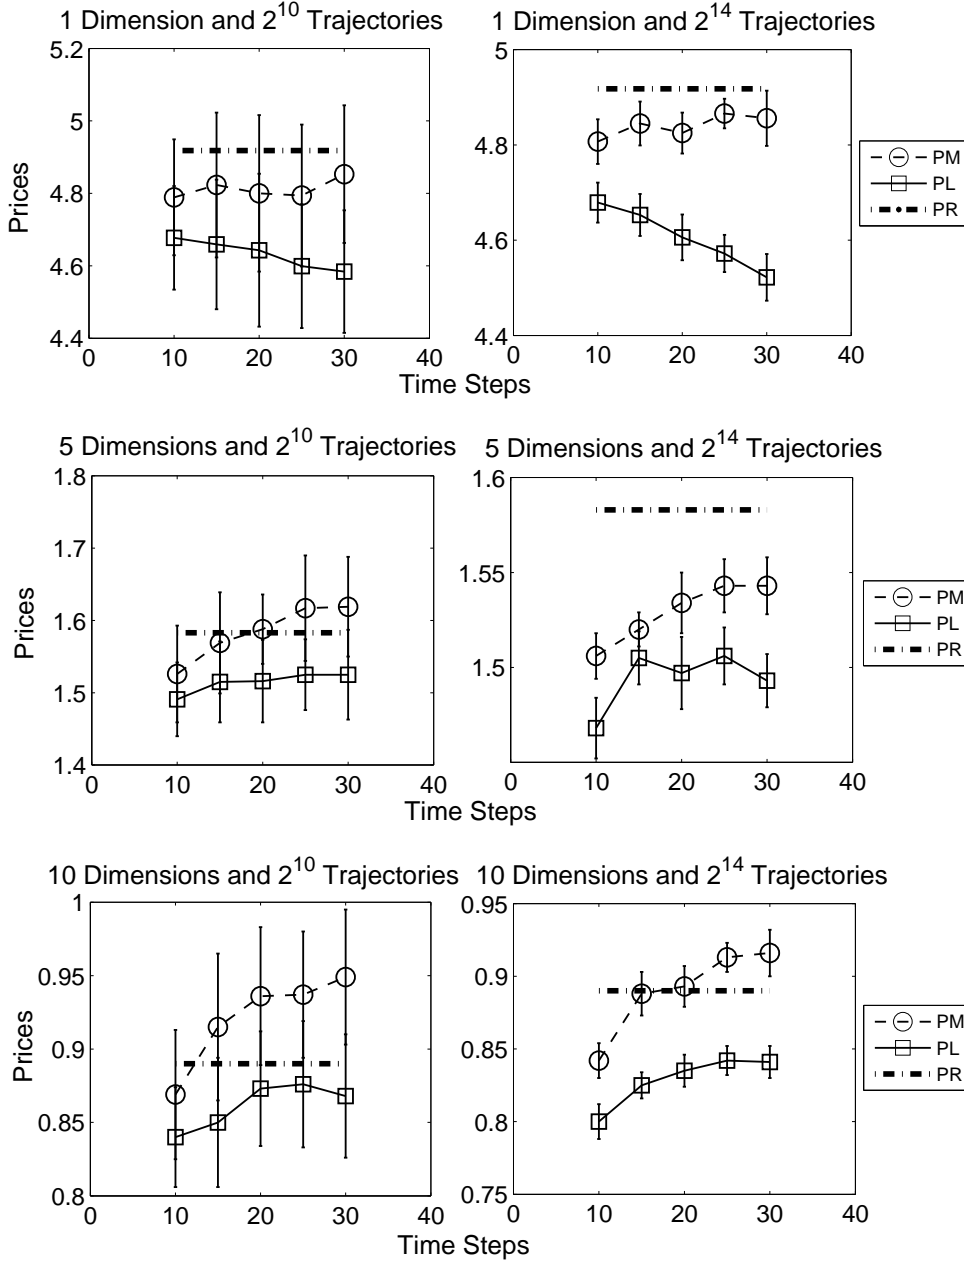 1 Dimension and 2^10 Trajectories
1 Dimension and 2^14 Trajectories
5.2
5
4.8
4.6
4.4
Prices
0 10 20 30 40
5
4.8
4.6
4.4
0 10 20 30 40
PM
PL
PR
Time Steps
5 Dimensions and 2^10 Trajectories
5 Dimensions and 2^14 Trajectories
1.8
1.7
1.6
1.5
1.4
Prices
0 10 20 30 40
1.6
1.55
1.5
0 10 20 30 40
PM
PL
PR
Time Steps
10 Dimensions and 2^10 Trajectories
10 Dimensions and 2^14 Trajectories
1
0.95
0.9
0.85
0.8
Prices
0 10 20 30 40
0.95
0.9
0.85
0.8
0.75
0 10 20 30 40
PM
PL
PR
Time Steps